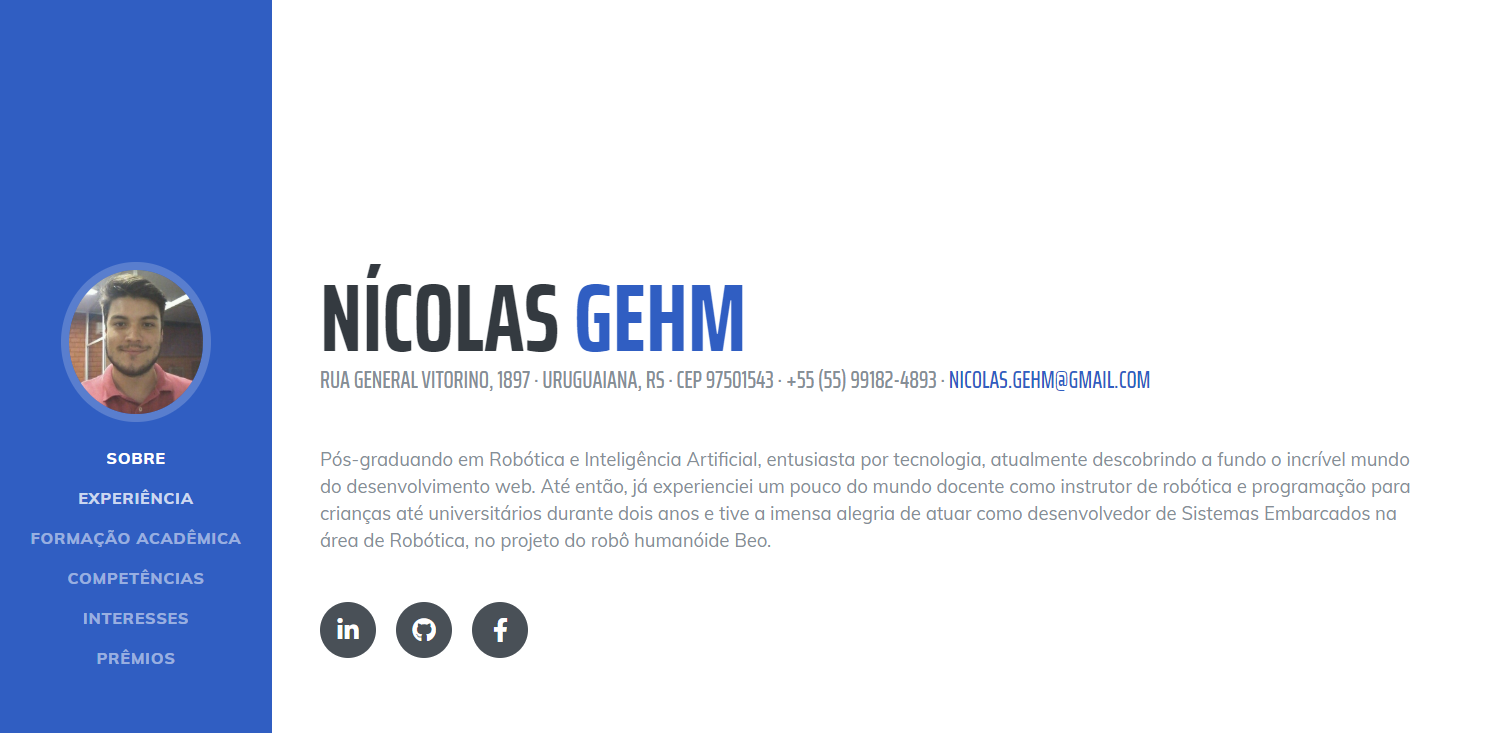 SOBRE
EXPERIÊNCIA
FORMAÇÃO ACADÊMICA
COMPETÊNCIAS
INTERESSES
PRÊMIOS
NÍCOLAS GEHM
RUA GENERAL VITORINO, 1897 · URUGUAIANA, RS · CEP 97501543 · +55 (55) 99182-4893 · NICOLAS.GEHM@GMAIL.COM
Pós-graduando em Robótica e Inteligência Artificial, entusiasta por tecnologia, atualmente descobrindo a fundo o incrível mundo
do desenvolvimento web. Até então, já experienciei um pouco do mundo docente como instrutor de robótica e programação para
crianças até universitários durante dois anos e tive a imensa alegria de atuar como desenvolvedor de Sistemas Embarcados na
área de Robótica, no projeto do robô humanóide Beo.
in
f